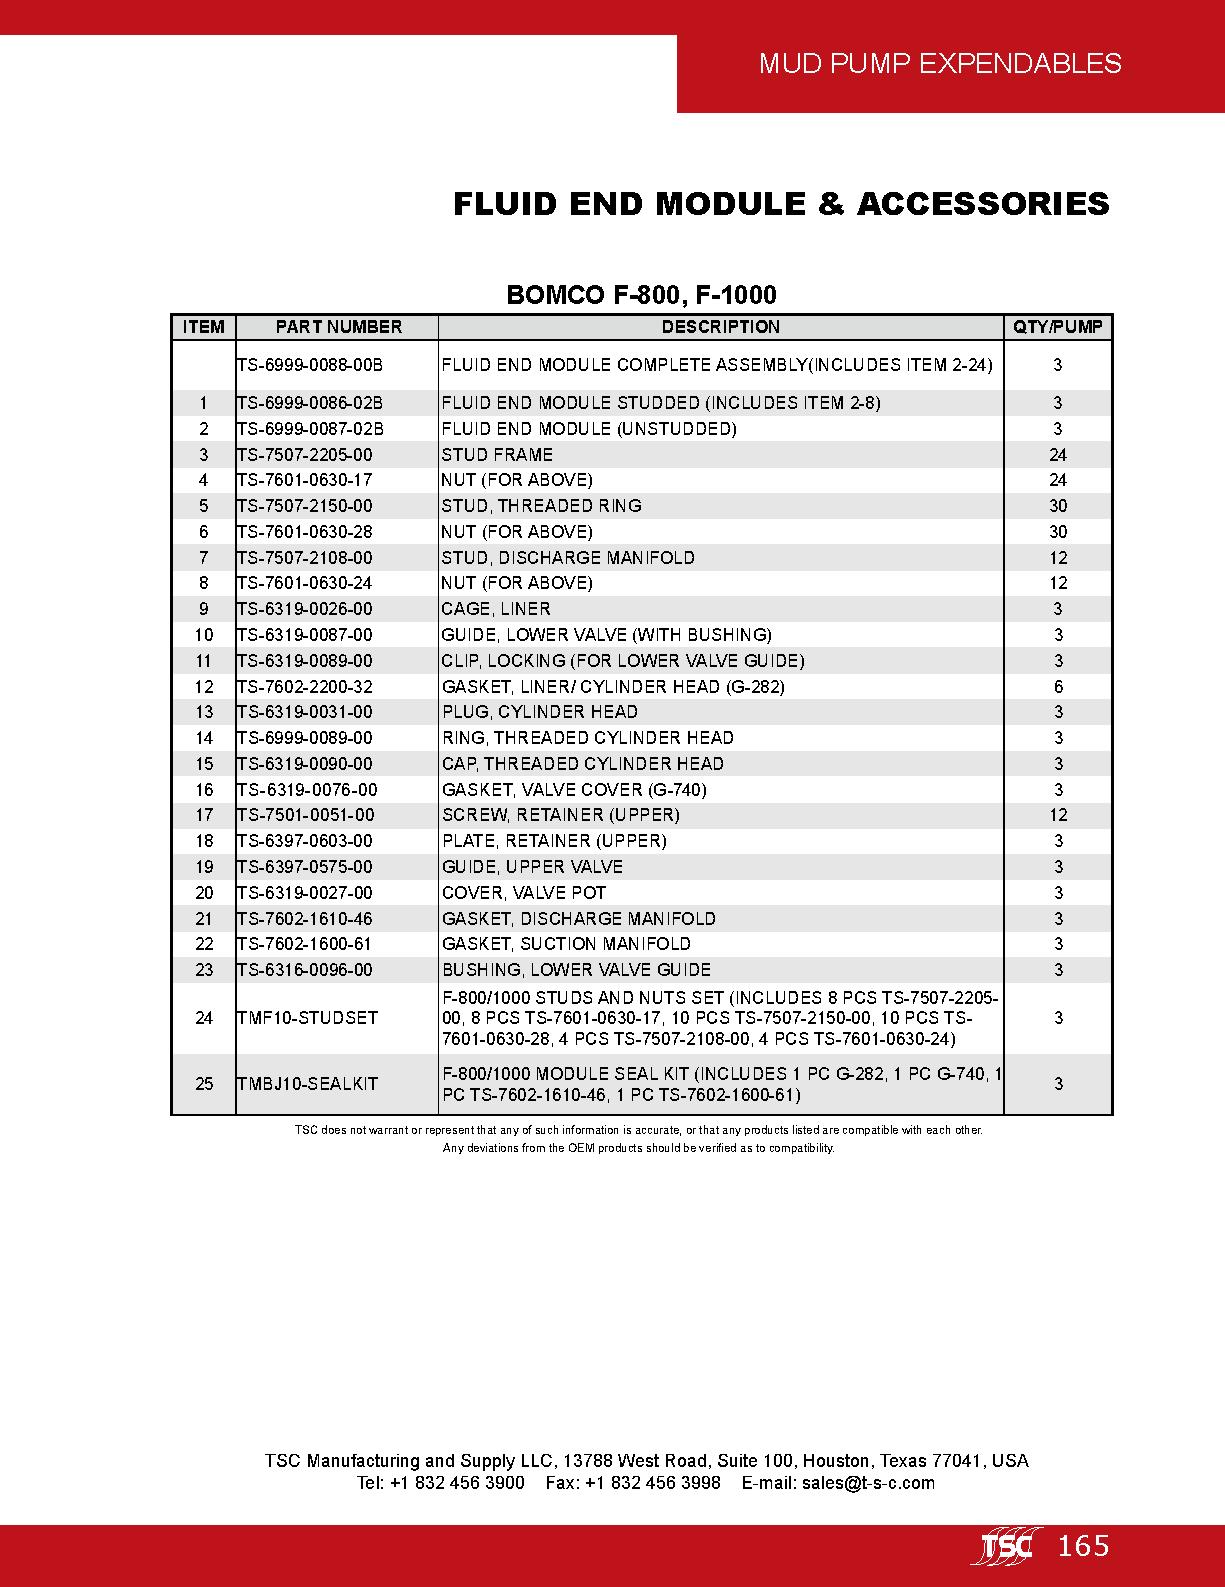 MUD PUMP EXPENDABLES
FLUID END MODULE & ACCESSORIES
BOMCO F-800, F-1000
ITEM PART NUMBER DESCRIPTION QTY/PUMP
TS-6999-0088-00B FLUID END MODULE COMPLETE ASSEMBLY(INCLUDES ITEM 2-24) 3
1 TS-6999-0086-02B FLUID END MODULE STUDDED (INCLUDES ITEM 2-8) 3
2 TS-6999-0087-02B FLUID END MODULE (UNSTUDDED) 3
3 TS-7507-2205-00 STUD FRAME 24
4 TS-7601-0630-17 NUT (FOR ABOVE) 24
5 TS-7507-2150-00 STUD, THREADED RING 30
6 TS-7601-0630-28 NUT (FOR ABOVE) 30
7 TS-7507-2108-00 STUD, DISCHARGE MANIFOLD 12
8 TS-7601-0630-24 NUT (FOR ABOVE) 12
9 TS-6319-0026-00 CAGE, LINER 3
10 TS-6319-0087-00 GUIDE, LOWER VALVE (WITH BUSHING) 3
11 TS-6319-0089-00 CLIP, LOCKING (FOR LOWER VALVE GUIDE) 3
12 TS-7602-2200-32 GASKET, LINER/ CYLINDER HEAD (G-282) 6
13 TS-6319-0031-00 PLUG, CYLINDER HEAD 3
14 TS-6999-0089-00 RING, THREADED CYLINDER HEAD 3
15 TS-6319-0090-00 CAP, THREADED CYLINDER HEAD 3
16 TS-6319-0076-00 GASKET, VALVE COVER (G-740) 3
17 TS-7501-0051-00 SCREW, RETAINER (UPPER) 12
18 TS-6397-0603-00 PLATE, RETAINER (UPPER) 3
19 TS-6397-0575-00 GUIDE, UPPER VALVE 3
20 TS-6319-0027-00 COVER, VALVE POT 3
21 TS-7602-1610-46 GASKET, DISCHARGE MANIFOLD 3
22 TS-7602-1600-61 GASKET, SUCTION MANIFOLD 3
23 TS-6316-0096-00 BUSHING, LOWER VALVE GUIDE 3
F-800/1000 STUDS AND NUTS SET (INCLUDES 8 PCS TS-7507-2205-
24 TMF10-STUDSET 00, 8 PCS TS-7601-0630-17, 10 PCS TS-7507-2150-00, 10 PCS TS- 3
7601-0630-28, 4 PCS TS-7507-2108-00, 4 PCS TS-7601-0630-24)
F-800/1000 MODULE SEAL KIT (INCLUDES 1 PC G-282, 1 PC G-740, 1
25 TMBJ10-SEALKIT PC TS-7602-1610-46, 1 PC TS-7602-1600-61) 3
TSC does not warrant or represent that any of such information is accurate, or that any products listed are compatible with each other.
Any deviations from the OEM products should be verified as to compatibility.
TSC Manufacturing and Supply LLC, 13788 West Road, Suite 100, Houston, Texas 77041, USA
Tel: +1 832 456 3900 Fax: +1 832 456 3998 E-mail: sales@t-s-c.com
TSC 165